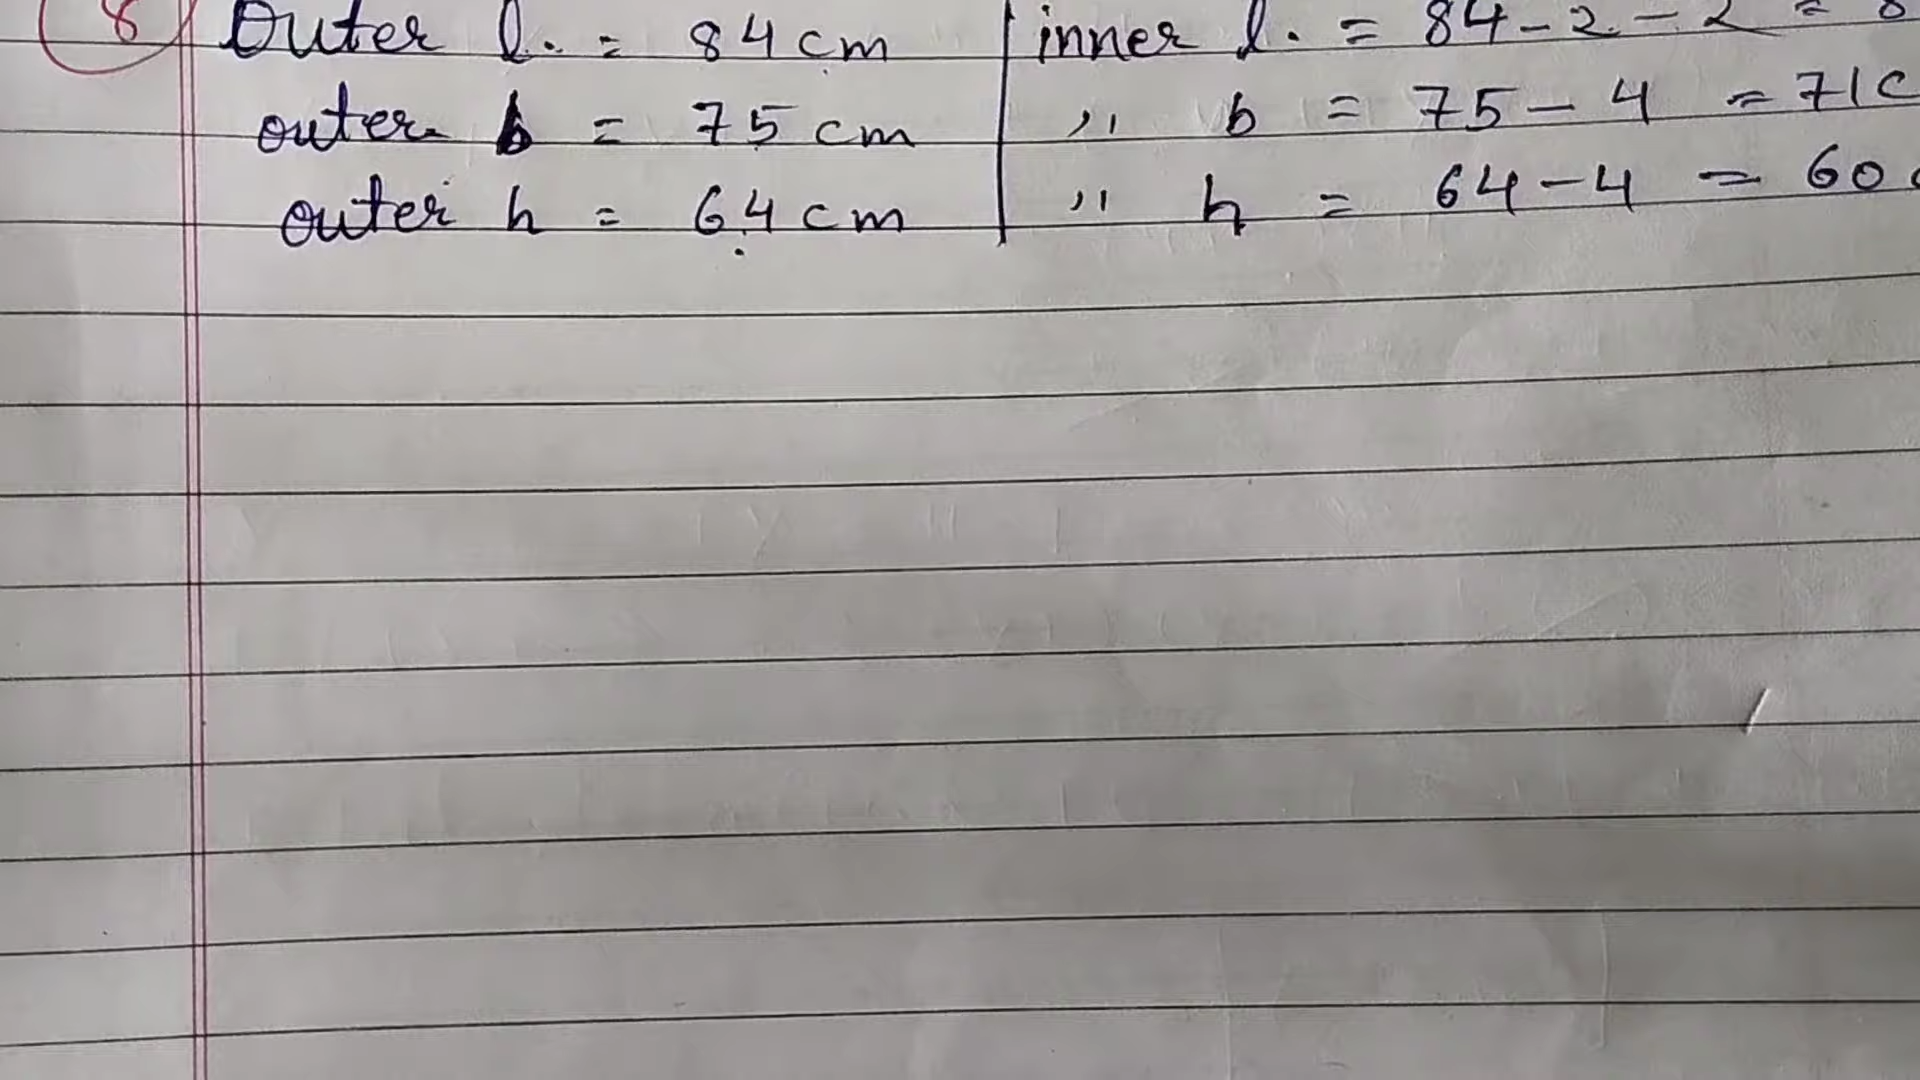 8 Outer l. = 84 cm | inner l. = 84 - 2 - 2 =
outer b = 75 cm | ,, b = 75 - 4 = 71c
outer h = 64 cm | ,, h = 64 - 4 = 60